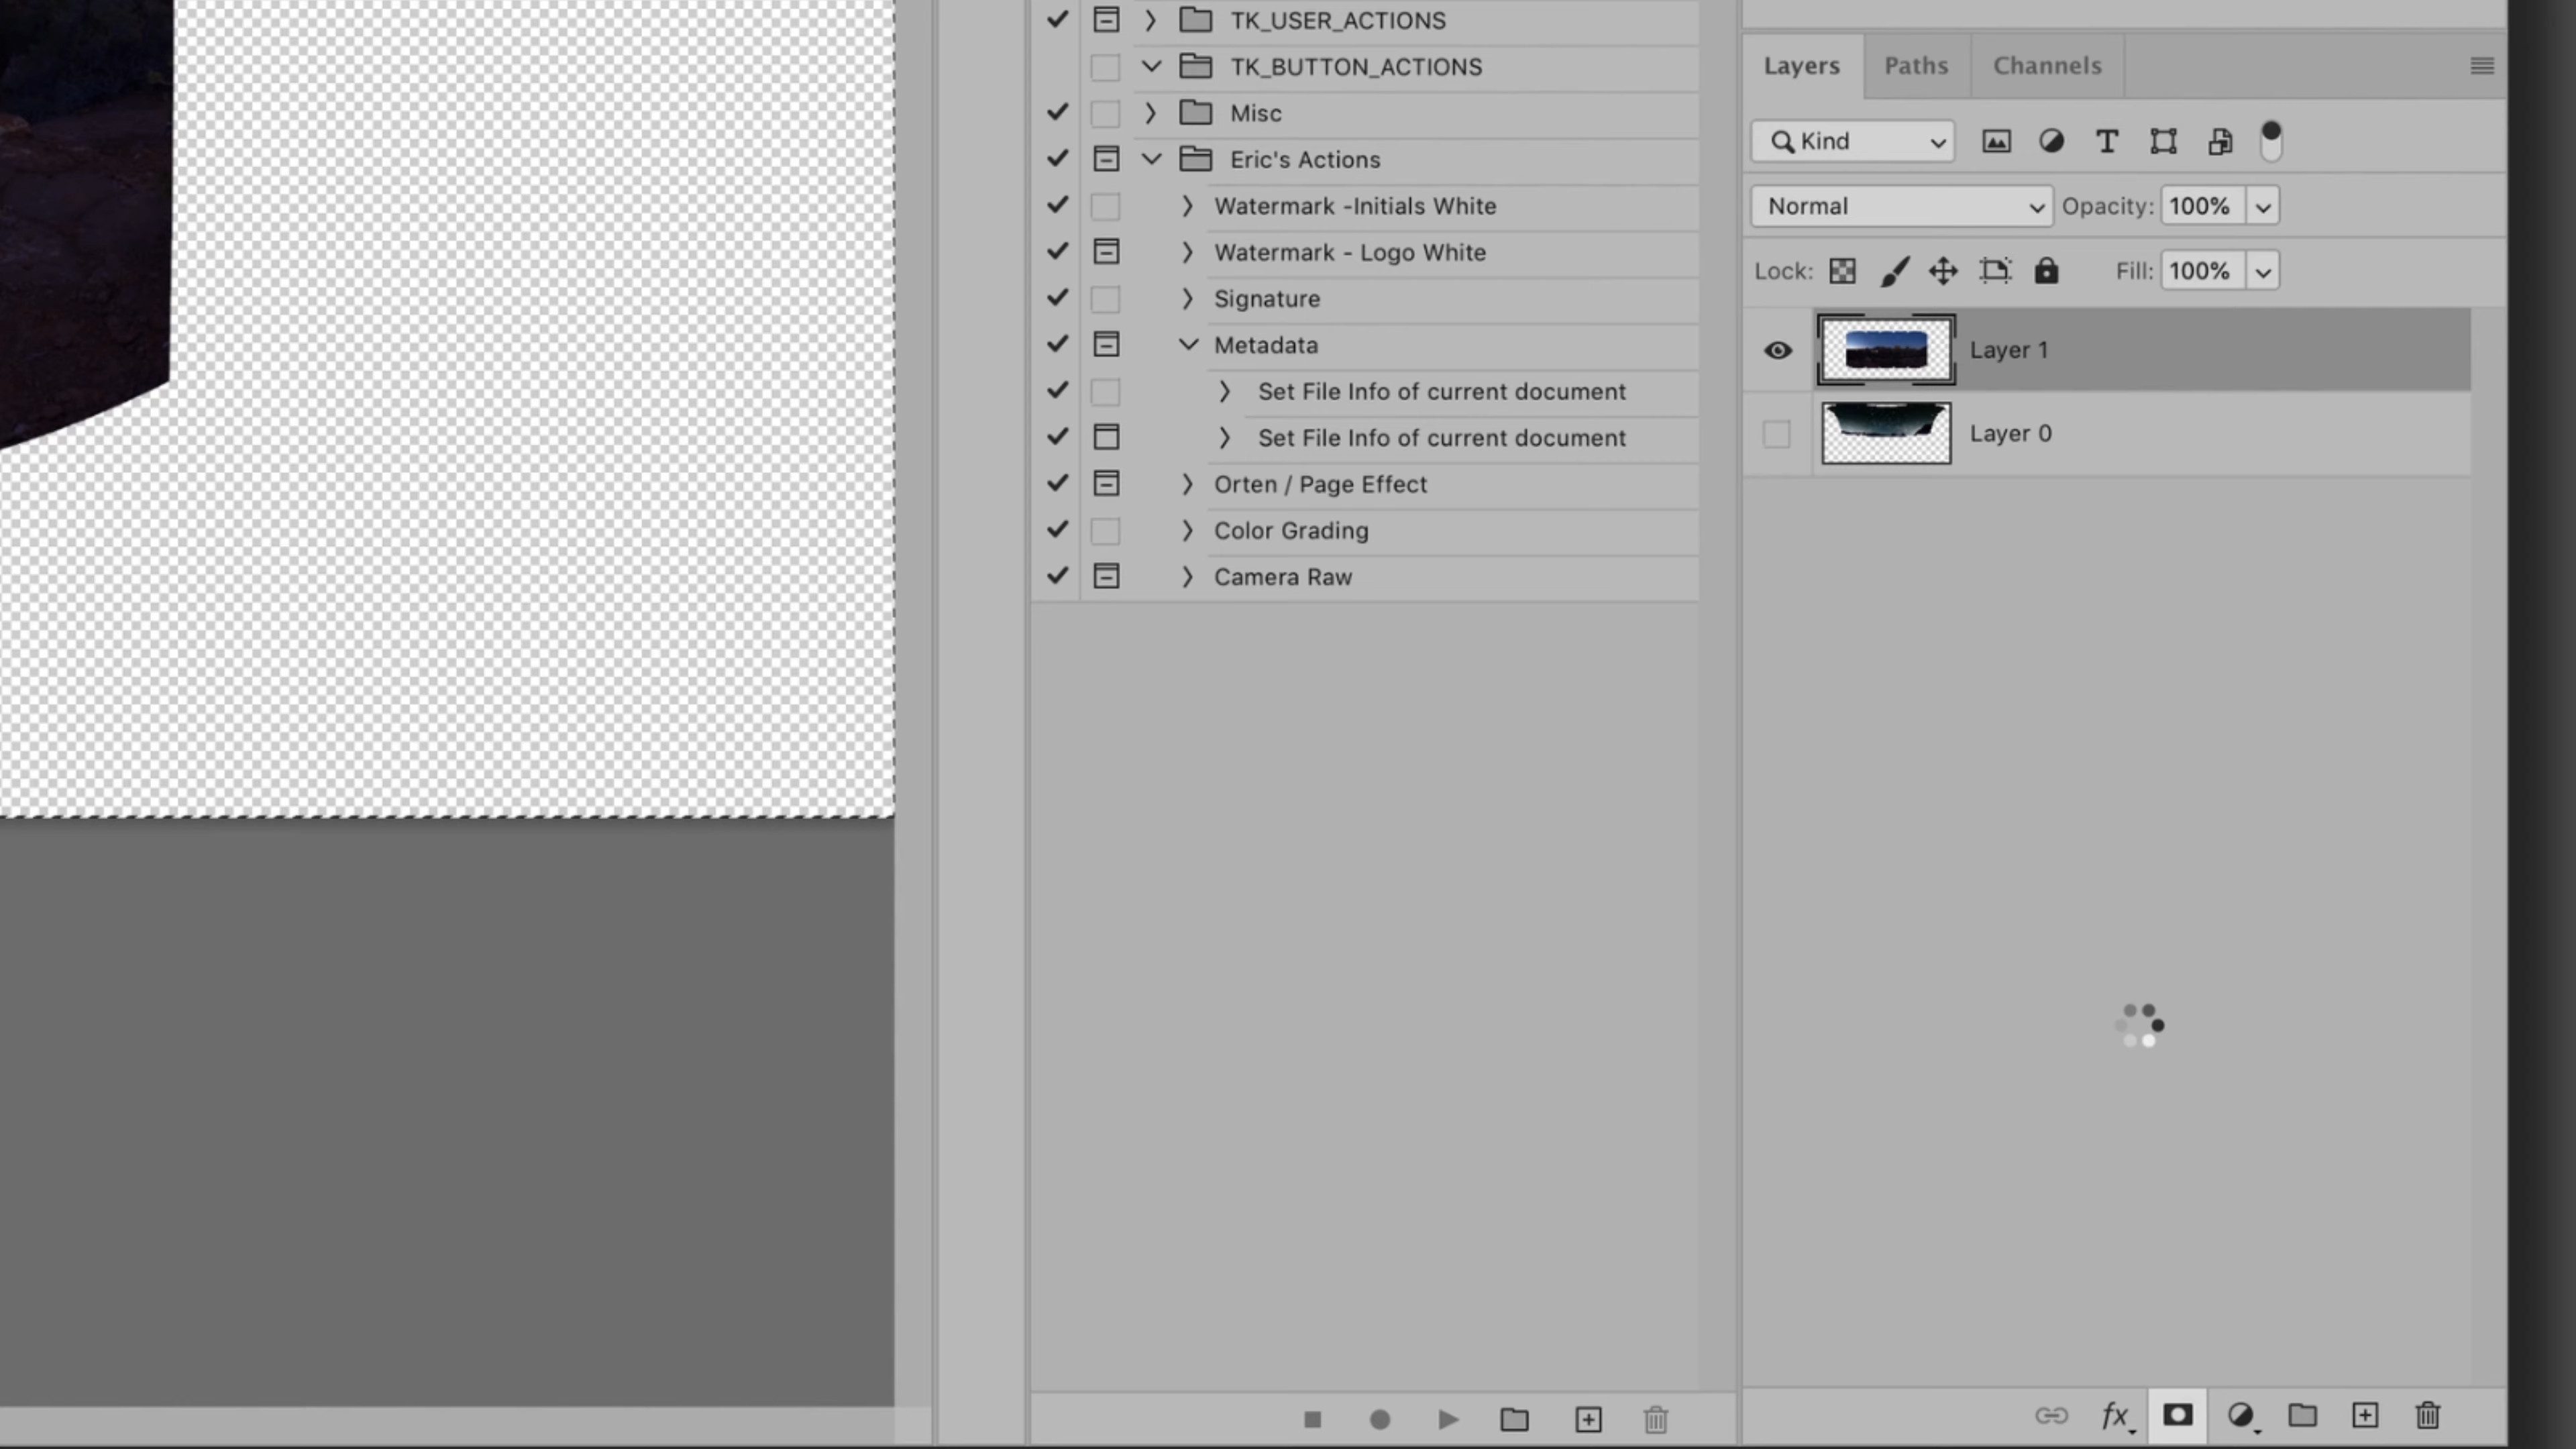 TK_USER_ACTIONS
TK_BUTTON_ACTIONS
Misc
Eric's Actions
Watermark -Initials White
Watermark - Logo White
Signature
Metadata
Set File Info of current document
Set File Info of current document
Orten / Page Effect
Color Grading
Camera Raw
Layers Paths Channels
Kind
Normal Opacity: 100%
Lock: Fill: 100%
Layer 1
Layer 0
fx